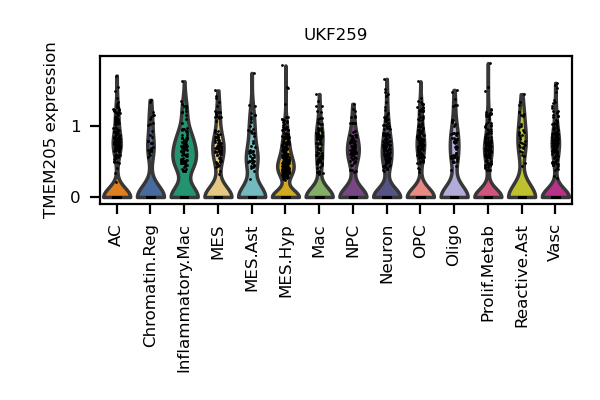 UKF259
TMEM205 expression
1
0
AC
Chromatin.Reg
Inflammatory.Mac
MES
MES.Ast
MES.Hyp
Mac
NPC
Neuron
OPC
Oligo
Prolif.Metab
Reactive.Ast
Vasc